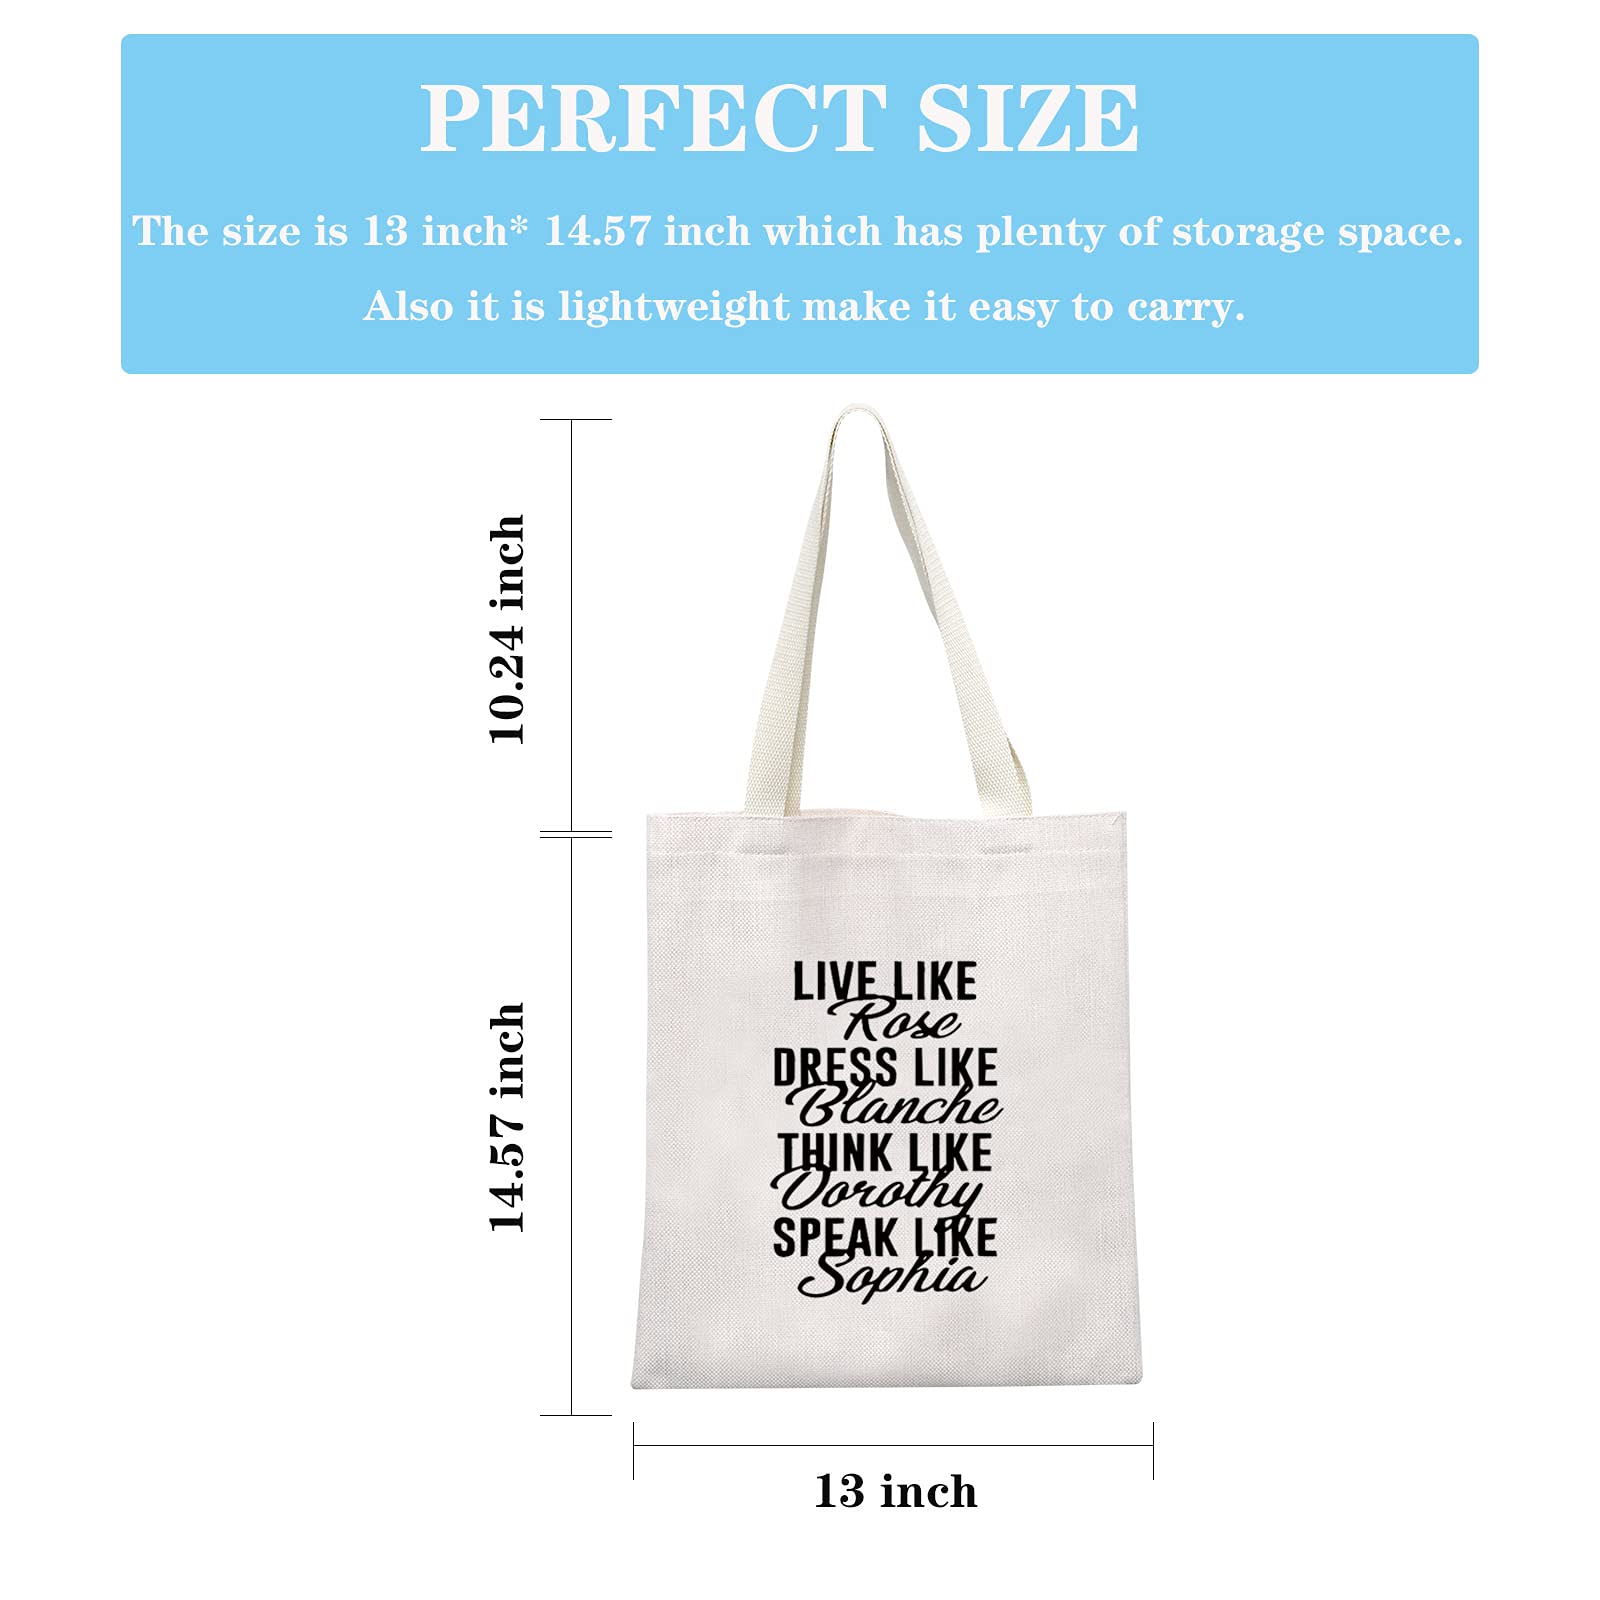 PERFECT SIZE
The size is 13 inch* 14.57 inch which has plenty of storage space.
Also it is lightweight make it easy to carry.
10.24 inch
14.57 inch
LIVE LIKE
Rose
DRESS LIKE
Blanche
THINK LIKE
Dorothy
SPEAK LIKE
Sophia
13 inch